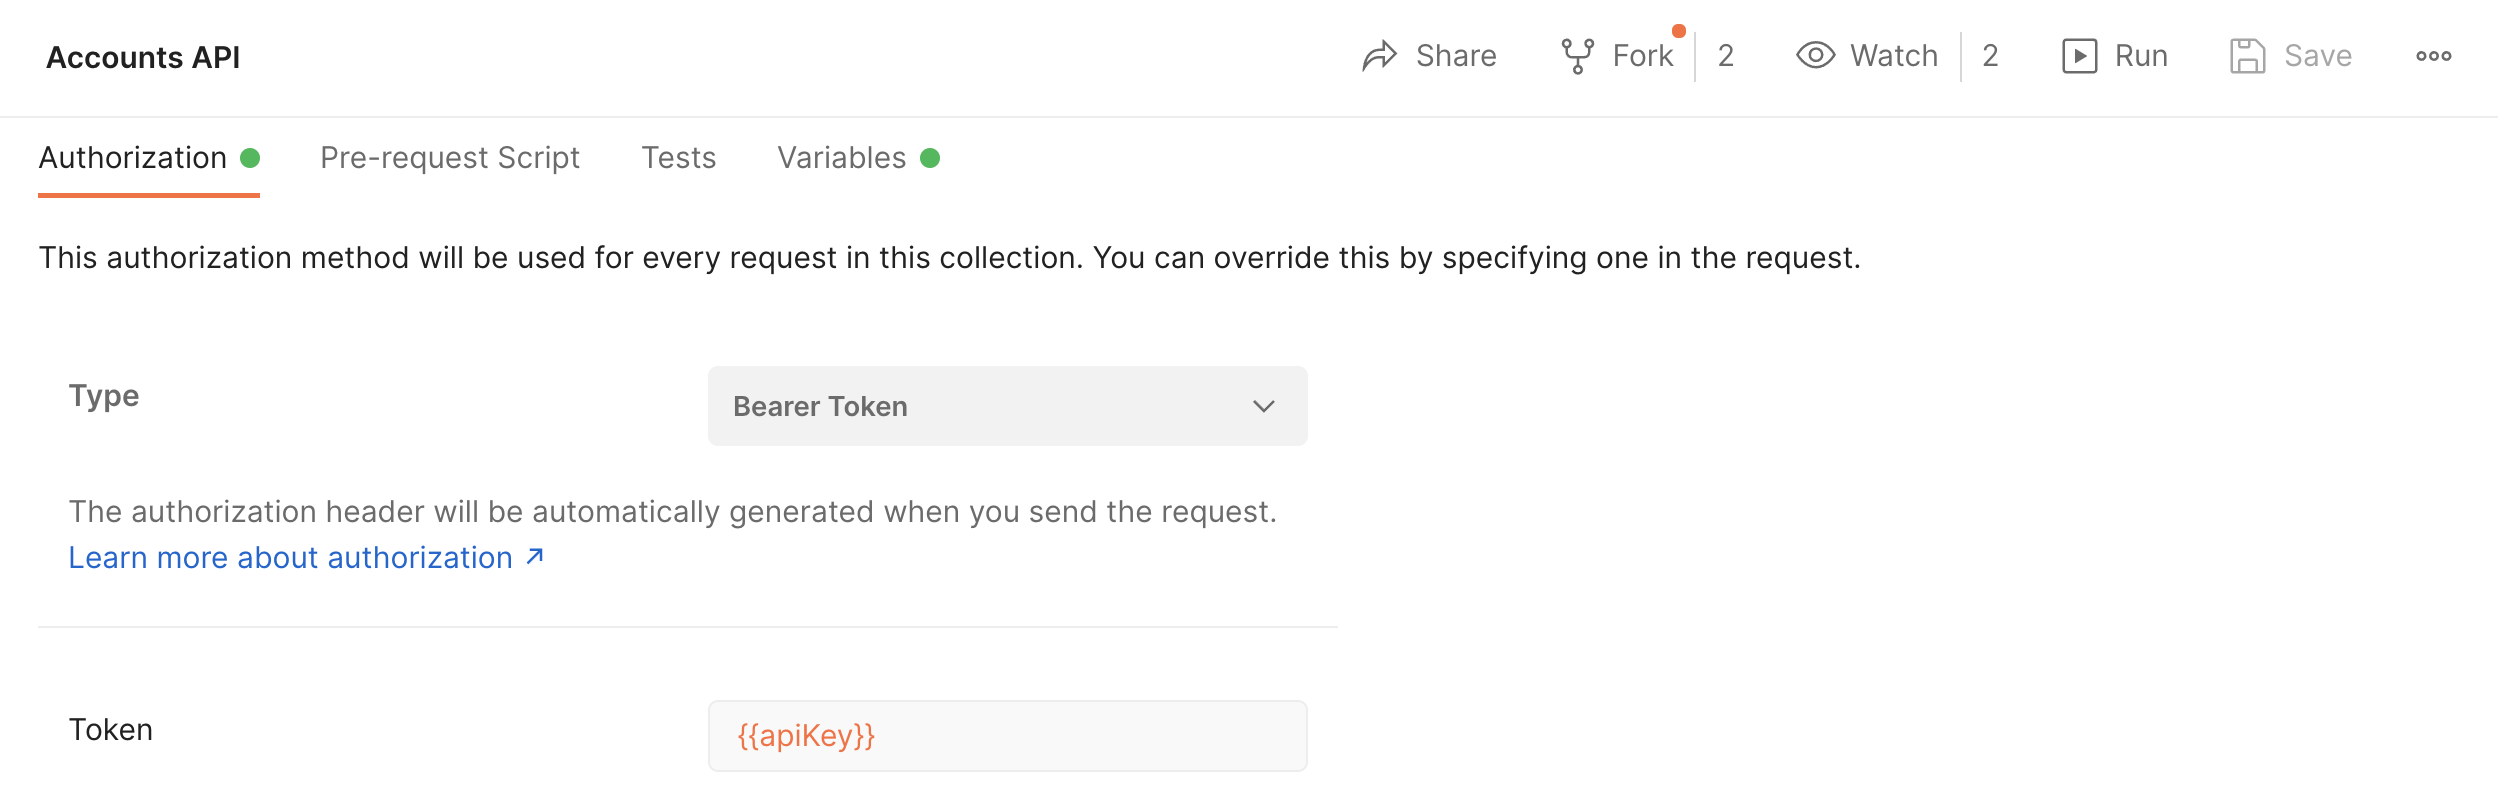 Accounts API
Share
Fork
2
Watch
2
Run
Save
Authorization
Pre-request Script
Tests
Variables
This authorization method will be used for every request in this collection. You can override this by specifying one in the request.
Type
Bearer Token
The authorization header will be automatically generated when you send the request.
Learn more about authorization ↗
Token
{{apiKey}}